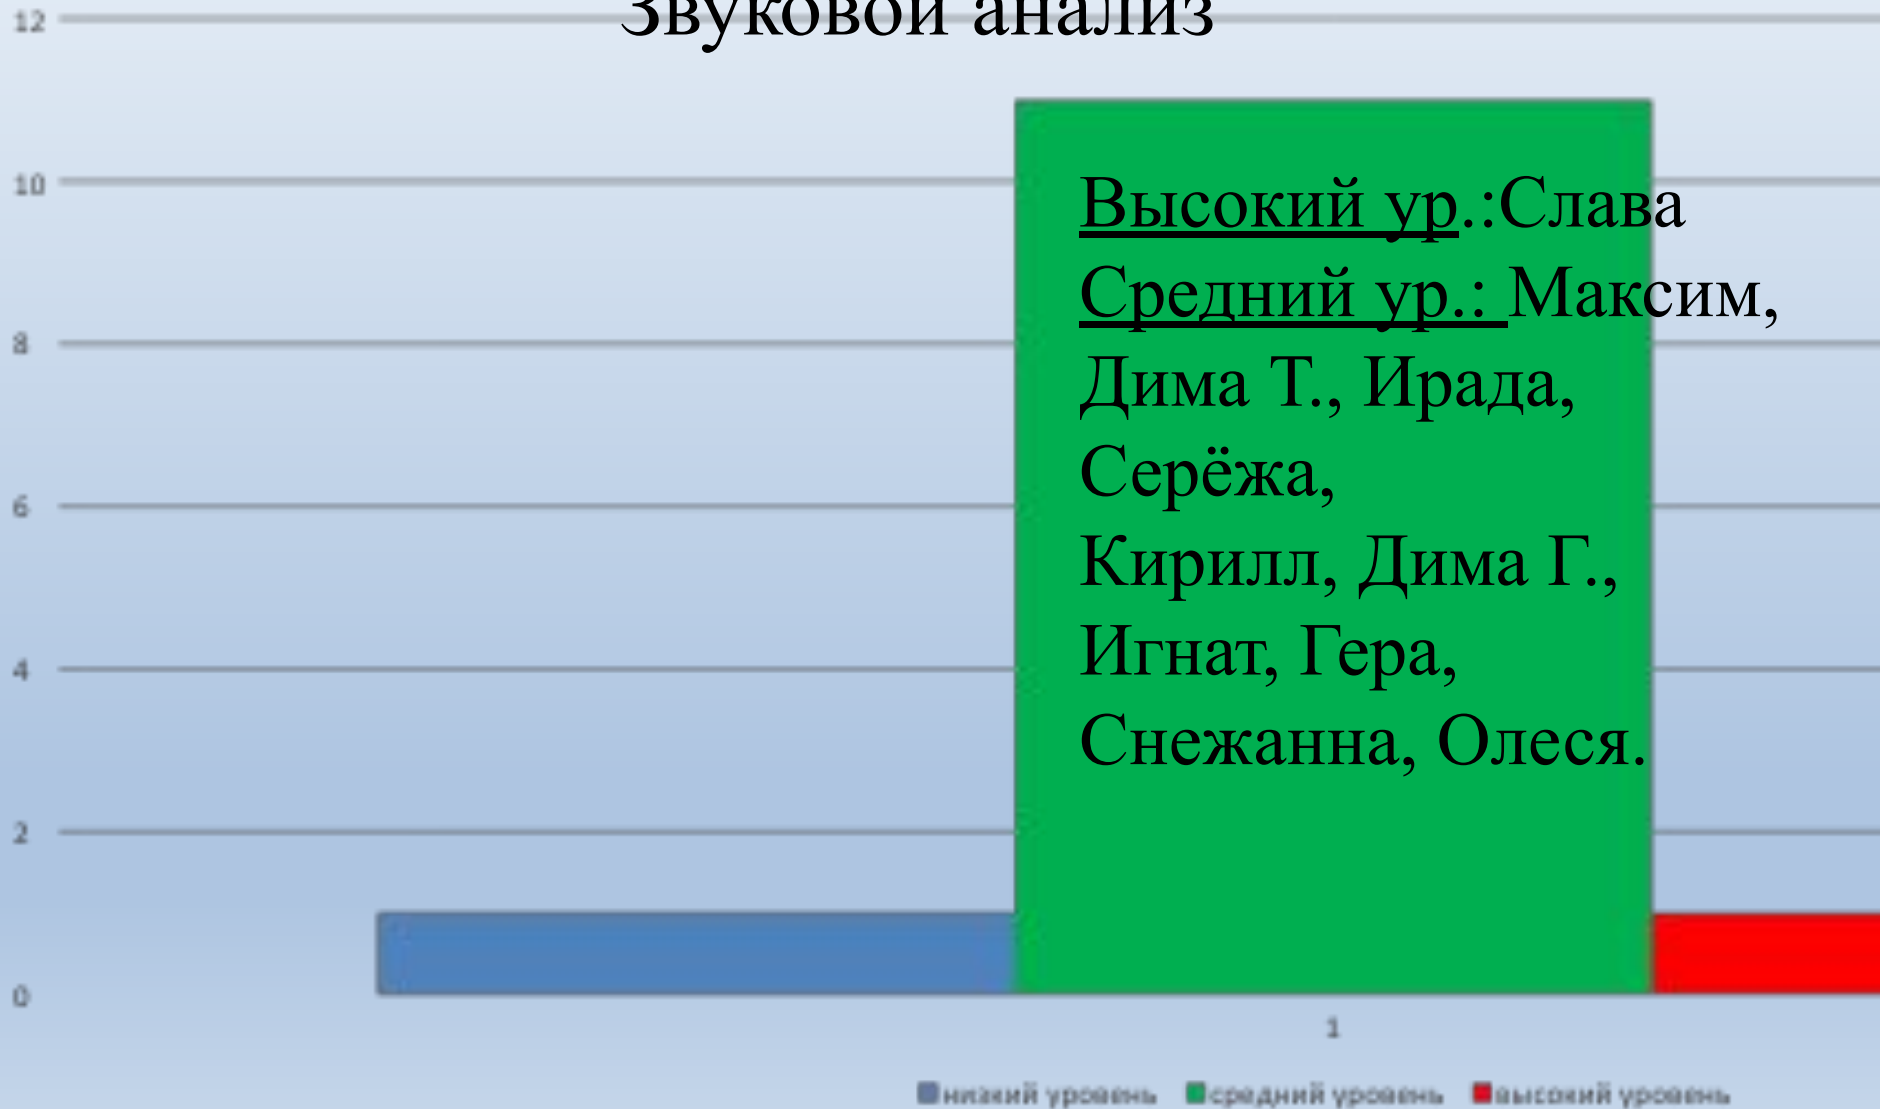 Звуковой анализ
12
10
8
6
4
2
0
Высокий ур.:Слава
Средний ур.: Максим,
Дима Т., Ирада,
Серёжа,
Кирилл, Дима Г.,
Игнат, Гера,
Снежанна, Олеся.
1
низкий уровень средний уровень высокий уровень